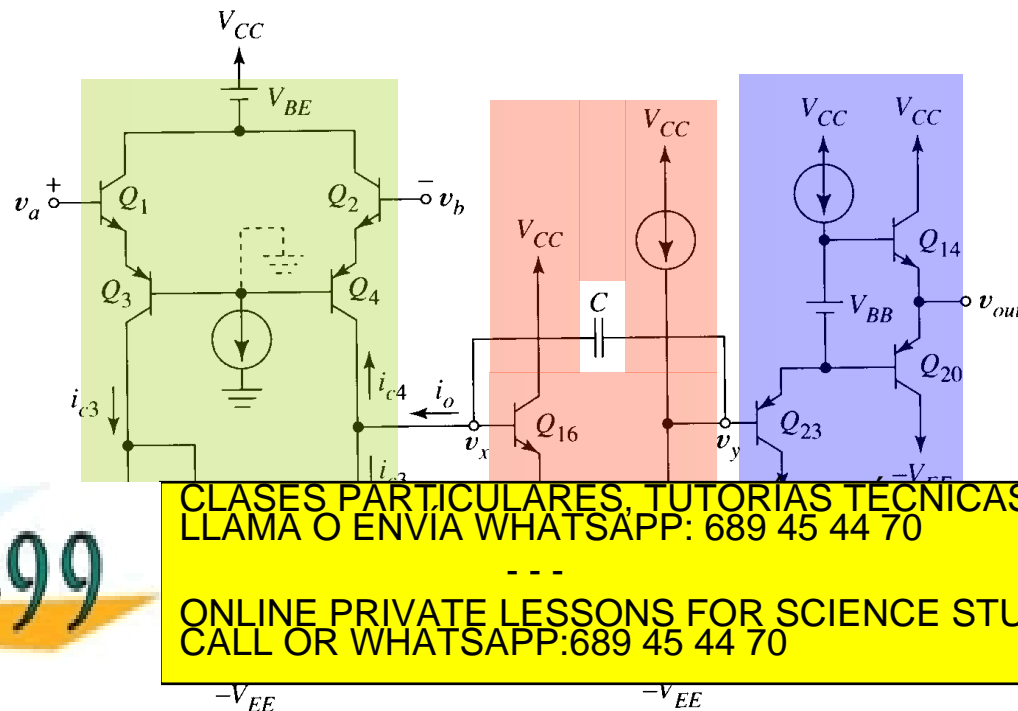 V_CC
V_BE
V_CC
V_CC
V_CC
v_a
+
Q_1
Q_2
−
v_b
V_CC
Q_14
Q_3
Q_4
C
V_BB
v_out
i_c3
i_c4
i_o
v_x
Q_16
v_y
Q_23
Q_20
−V_EE
99
CLASES PARTICULARES, TUTORÍAS TÉCNICAS
LLAMA O ENVÍA WHATSAPP: 689 45 44 70
- - -
ONLINE PRIVATE LESSONS FOR SCIENCE STU
CALL OR WHATSAPP:689 45 44 70
−V_EE
−V_EE